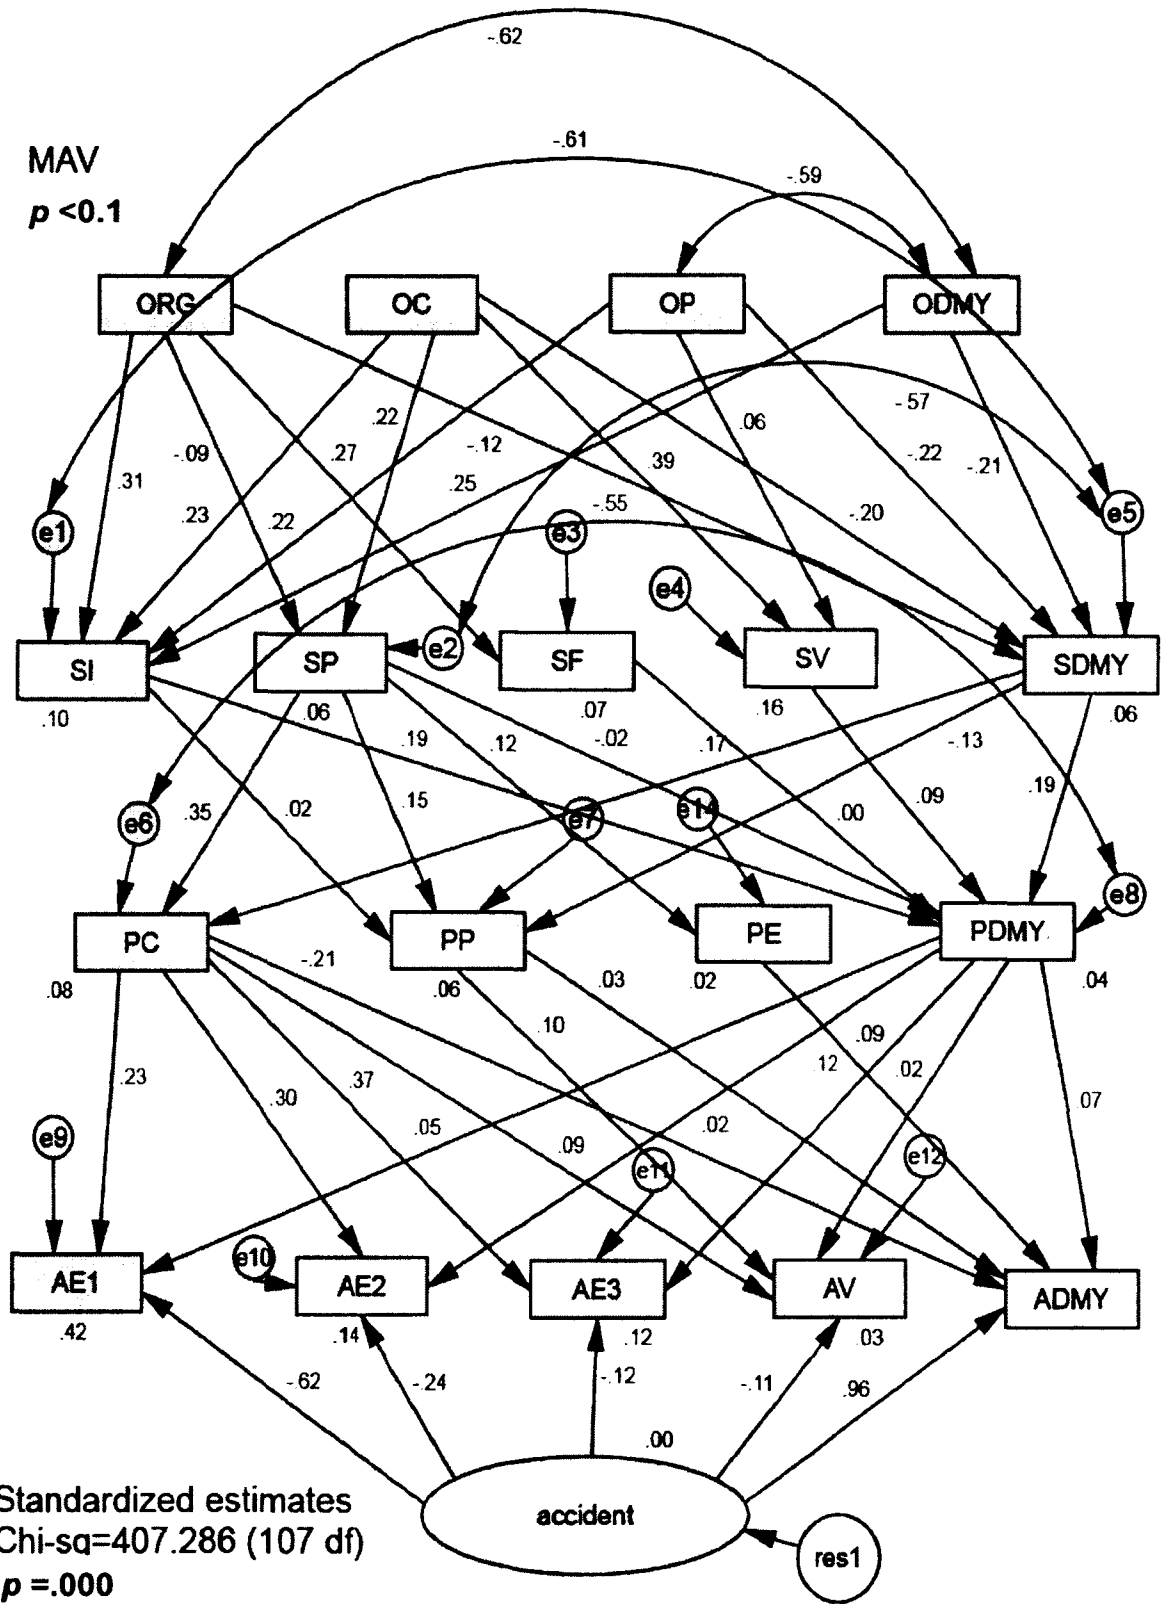 -.62
-.61
MAV
-.59
p <0.1
ORG
OC
OP
ODMY
-.57
.22
.06
-.09
.27
-.12
.39
-.22
-.21
.31
.25
.23
.22
-.55
-.20
e1
e3
e5
e4
e2
SI
SP
SF
SV
SDMY
.10
.06
.07
.16
.06
.19
.12
-.02
.17
-.13
.35
.02
.15
.00
.09
.19
e6
e7
e14
e8
PC
PP
PE
PDMY
.08
-.21
.06
.03
.02
.04
.10
.09
.23
.37
.12
.02
.30
.07
.05
.09
.02
e9
e11
e12
e10
AE1
AE2
AE3
AV
ADMY
.42
.14
.12
.03
-.62
-.24
-.12
-.11
.96
.00
Standardized estimates
accident
Chi-sq=407.286 (107 df)
res1
p =.000